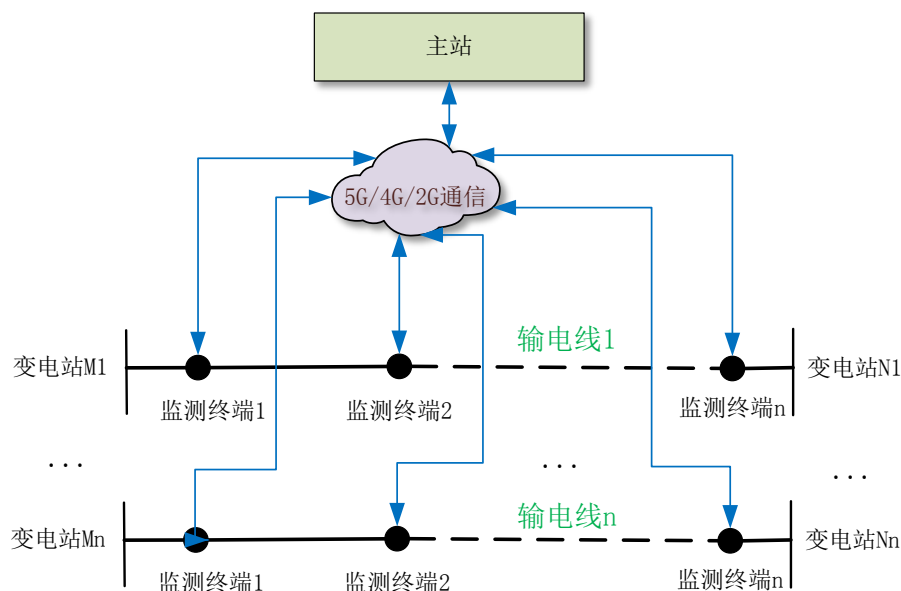 主站
5G/4G/2G通信
输电线1
变电站M1
变电站N1
监测终端1
监测终端2
监测终端n
...
...
...
输电线n
变电站Mn
变电站Nn
监测终端1
监测终端2
监测终端n